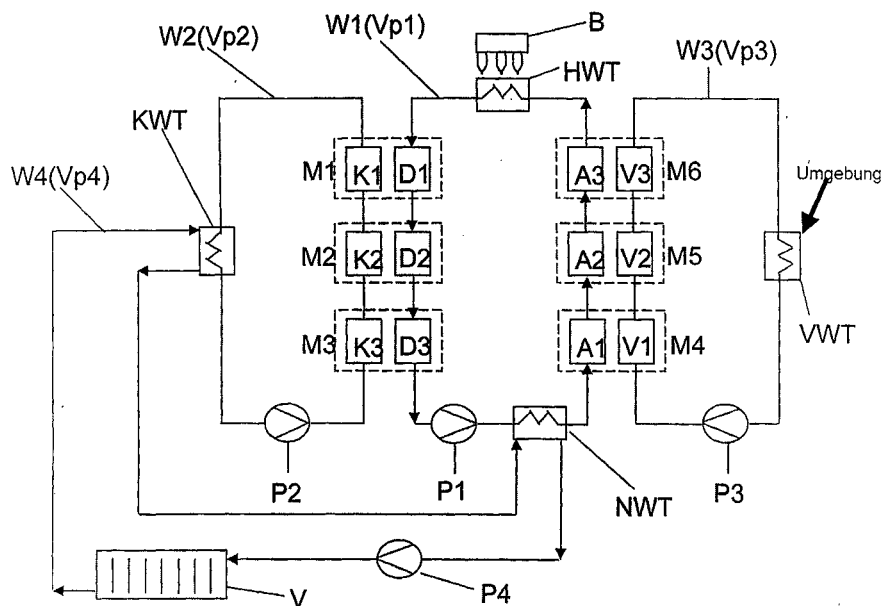 W2(Vp2)
W1(Vp1)
B
HWT
W3(Vp3)
KWT
W4(Vp4)
M1
K1
D1
A3
V3
M6
Umgebung
M2
K2
D2
A2
V2
M5
VWT
M3
K3
D3
A1
V1
M4
P2
P1
NWT
P3
V
P4